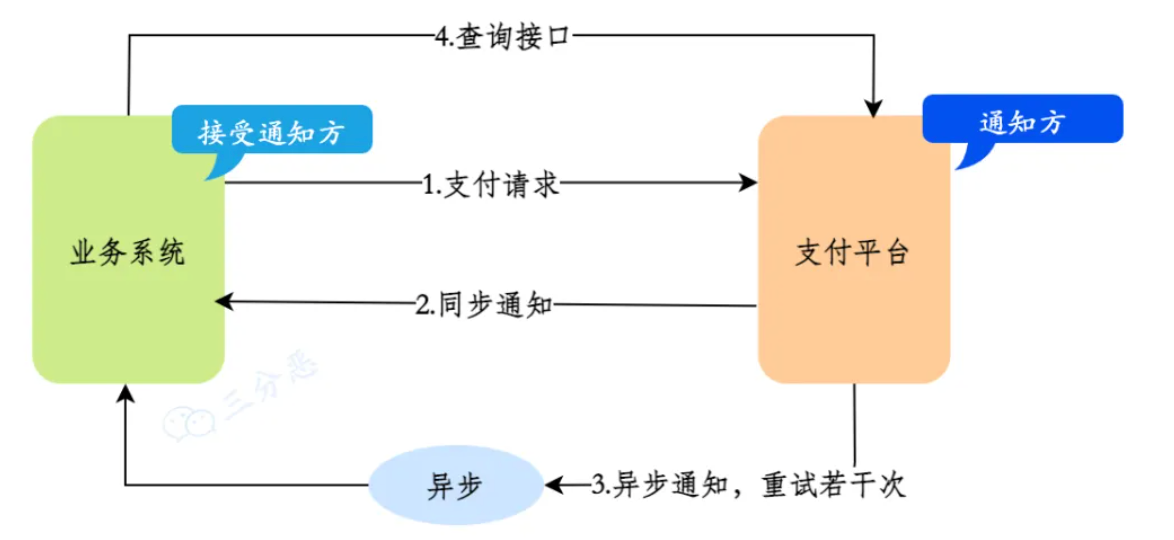 4.查询接口
接受通知方
通知方
1.支付请求
业务系统
支付平台
2.同步通知
三分恶
异步
3.异步通知，重试若干次